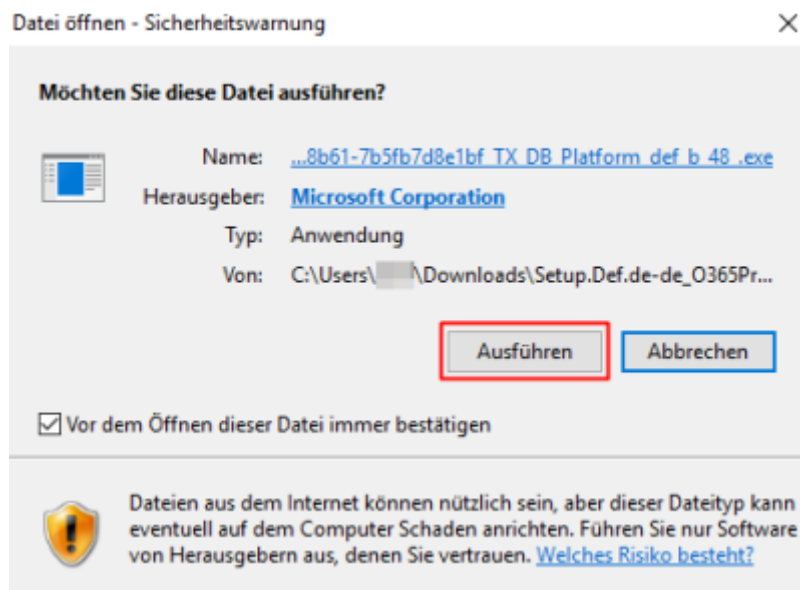 Datei öffnen - Sicherheitswarnung
Möchten Sie diese Datei ausführen?
Name: ...8b61-7b5fb7d8e1bf_TX_DB_Platform_def_b_48_.exe
Herausgeber: Microsoft Corporation
Typ: Anwendung
Von: C:\Users\ \Downloads\Setup.Def.de-de_O365Pr...
Ausführen Abbrechen
Vor dem Öffnen dieser Datei immer bestätigen
Dateien aus dem Internet können nützlich sein, aber dieser Dateityp kann
eventuell auf dem Computer Schaden anrichten. Führen Sie nur Software
von Herausgebern aus, denen Sie vertrauen. Welches Risiko besteht?